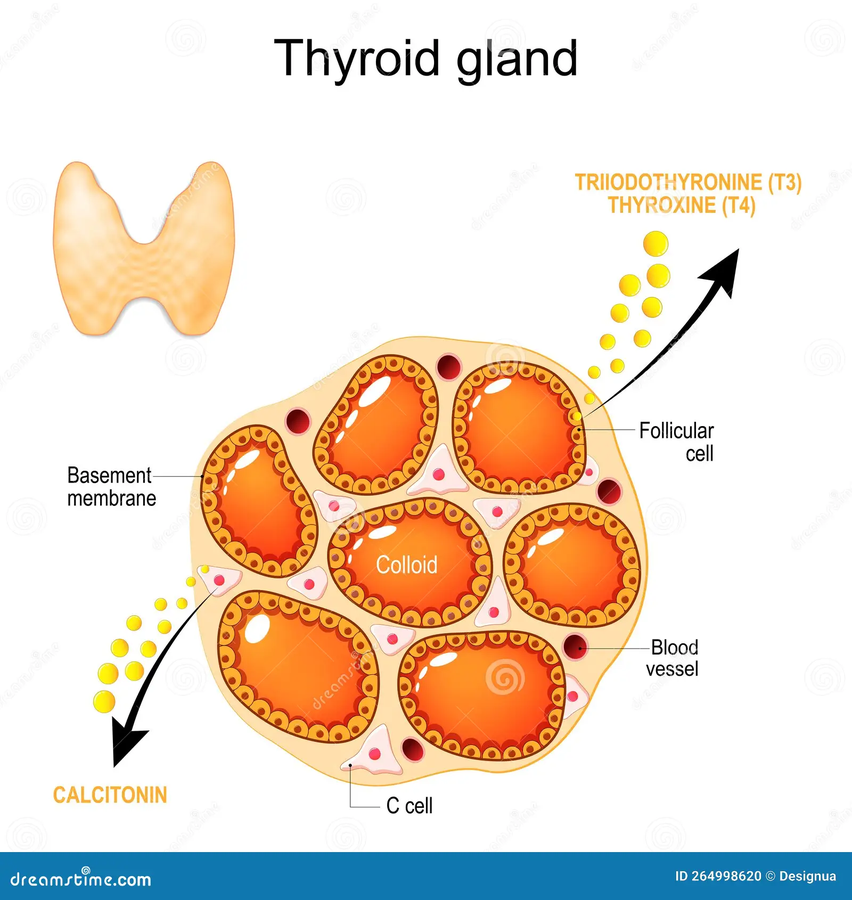 Thyroid gland
TRIIODOTHYRONINE (T3)
THYROXINE (T4)
Follicular
cell
Basement
membrane
Colloid
Blood
vessel
CALCITONIN
C cell
dreamstime.com
ID 264998620 © Designua